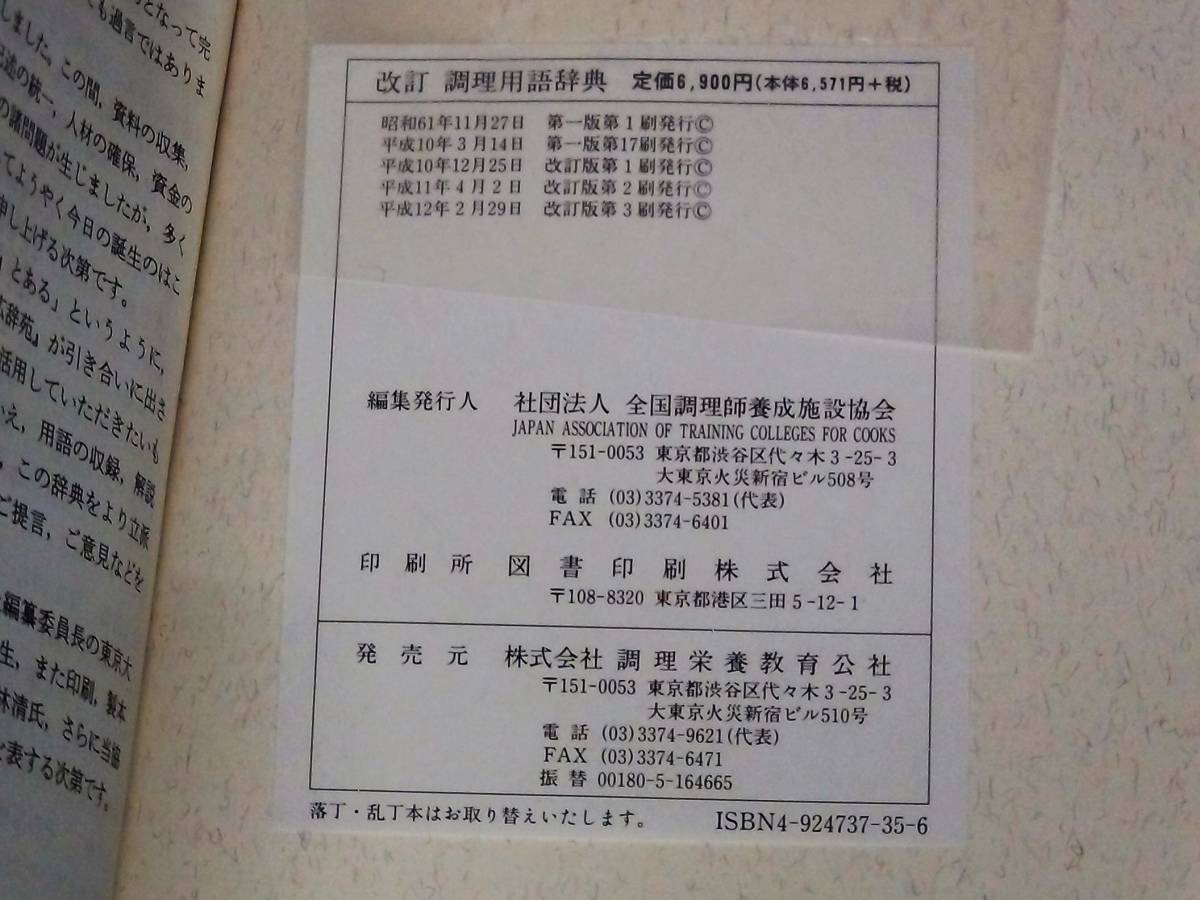 となって完
も過言ではありま
しました。この間，資料の収集，
記述の統一，人材の確保，資金の
の諸問題が生じましたが，多く
てようやく今日の誕生のはこ
申し上げる次第です。
とある」というように，
広辞苑』が引き合いに出さ
活用していただきたいも
いえ，用語の収録，解説
，この辞典をより立派
ご提言，ご意見などを
編纂委員長の東京大
生，また印刷，製本
林清氏，さらに当協
を表する次第です。
改訂 調理用語辞典 定価6,900円(本体6,571円+税)
昭和61年11月27日 第一版第1刷発行©
平成10年3月14日 第一版第17刷発行©
平成10年12月25日 改訂版第1刷発行©
平成11年4月2日 改訂版第2刷発行©
平成12年2月29日 改訂版第3刷発行©
編集発行人 社団法人 全国調理師養成施設協会
JAPAN ASSOCIATION OF TRAINING COLLEGES FOR COOKS
〒151-0053 東京都渋谷区代々木3-25-3
大東京火災新宿ビル508号
電話 (03)3374-5381(代表)
FAX (03)3374-6401
印刷所 図書印刷株式会社
〒108-8320 東京都港区三田5-12-1
発売元 株式会社 調理栄養教育公社
〒151-0053 東京都渋谷区代々木3-25-3
大東京火災新宿ビル510号
電話 (03)3374-9621(代表)
FAX (03)3374-6471
振替 00180-5-164665
落丁・乱丁本はお取り替えいたします。 ISBN4-924737-35-6